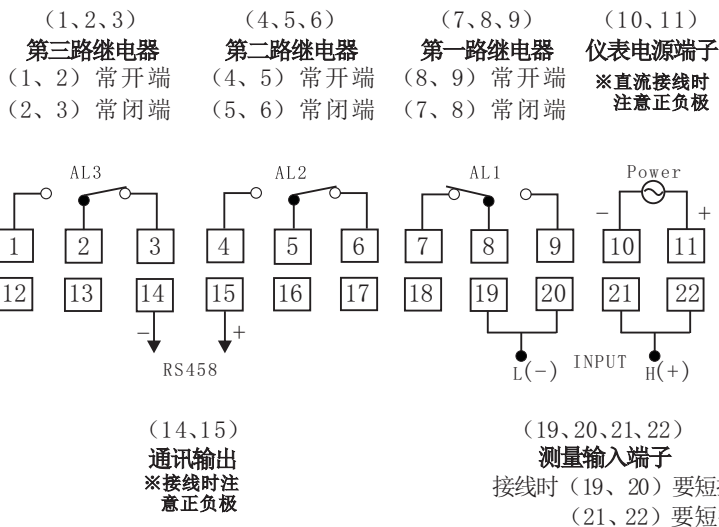 (1、2、3) (4、5、6) (7、8、9) (10、11)
第三路继电器 第二路继电器 第一路继电器 仪表电源端子
(1、2) 常开端 (4、5) 常开端 (8、9) 常开端 ※直流接线时
(2、3) 常闭端 (5、6) 常闭端 (7、8) 常闭端 注意正负极
AL3 AL2 AL1 Power
- +
1 2 3 4 5 6 7 8 9 10 11
12 13 14 15 16 17 18 19 20 21 22
- +
RS458
L(-) INPUT H(+)
(14、15) (19、20、21、22)
通讯输出 测量输入端子
※接线时注 接线时(19、20)要短
意正负极 (21、22)要短